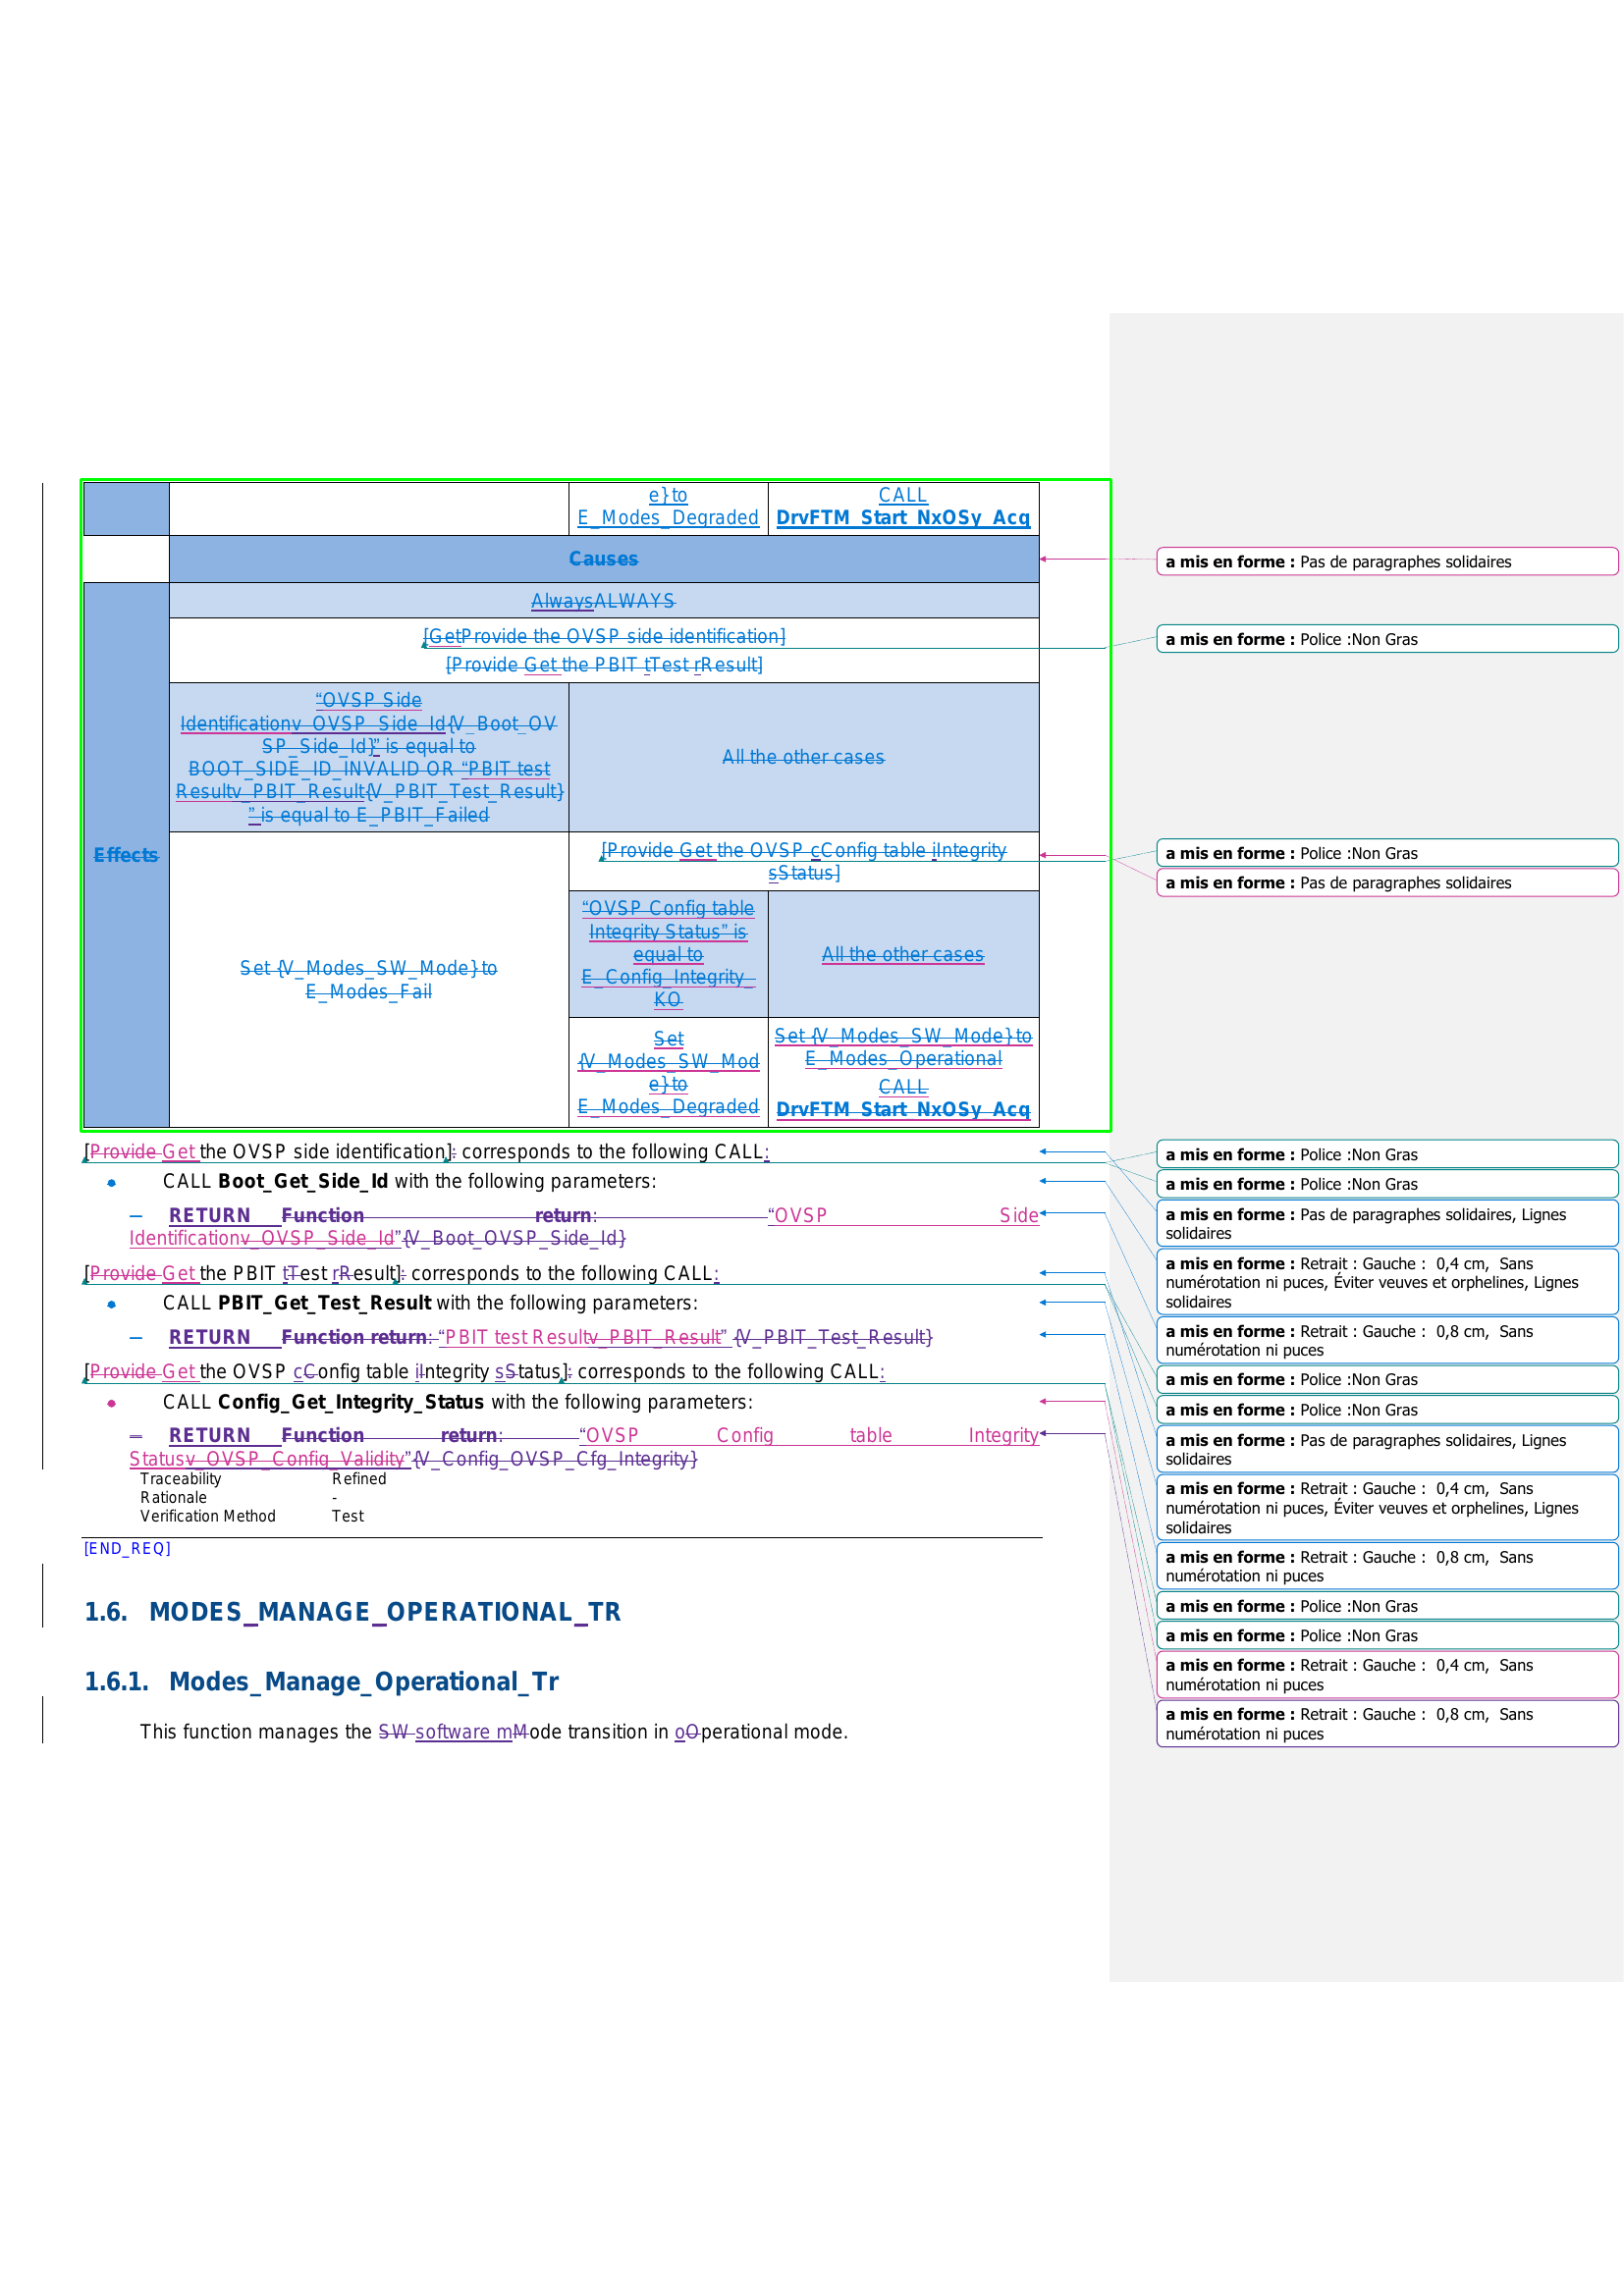 e}to
E_Modes_Degraded
CALL
DrvFTM_Start_NxOSy_Acq
Causes
a mis en forme : Pas de paragraphes solidaires
AlwaysALWAYS
[GetProvide the OVSP side identification]
a mis en forme : Police :Non Gras
[Provide Get the PBIT tTest rResult]
“OVSP Side
Identificationv_OVSP_Side_Id{V_Boot_OV
SP_Side_Id}” is equal to
BOOT_SIDE_ID_INVALID OR “PBIT test
Resultv_PBIT_Result{V_PBIT_Test_Result}
” is equal to E_PBIT_Failed
All the other cases
Effects
[Provide Get the OVSP cConfig table iIntegrity
sStatus]
a mis en forme : Police :Non Gras
a mis en forme : Pas de paragraphes solidaires
“OVSP Config table
Integrity Status” is
equal to
E_Config_Integrity_
KO
All the other cases
Set {V_Modes_SW_Mode}to
E_Modes_Fail
Set
{V_Modes_SW_Mod
e}to
E_Modes_Degraded
Set {V_Modes_SW_Mode}to
E_Modes_Operational
CALL
DrvFTM_Start_NxOSy_Acq
[Provide Get the OVSP side identification]: corresponds to the following CALL:
CALL Boot_Get_Side_Id with the following parameters:
– RETURN Function return: “OVSP Side
Identificationv_OVSP_Side_Id”{V_Boot_OVSP_Side_Id}
[Provide Get the PBIT tTest rResult]: corresponds to the following CALL:
CALL PBIT_Get_Test_Result with the following parameters:
– RETURN Function return: “PBIT test Resultv_PBIT_Result” {V_PBIT_Test_Result}
[Provide Get the OVSP cConfig table iIntegrity sStatus]: corresponds to the following CALL:
CALL Config_Get_Integrity_Status with the following parameters:
– RETURN Function return: “OVSP Config table Integrity
Statusv_OVSP_Config_Validity”{V_Config_OVSP_Cfg_Integrity}
Traceability Refined
Rationale -
Verification Method Test
[END_REQ]
a mis en forme : Police :Non Gras
a mis en forme : Police :Non Gras
a mis en forme : Pas de paragraphes solidaires, Lignes
solidaires
a mis en forme : Retrait : Gauche : 0,4 cm, Sans
numérotation ni puces, Éviter veuves et orphelines, Lignes
solidaires
a mis en forme : Retrait : Gauche : 0,8 cm, Sans
numérotation ni puces
a mis en forme : Police :Non Gras
a mis en forme : Police :Non Gras
a mis en forme : Pas de paragraphes solidaires, Lignes
solidaires
a mis en forme : Retrait : Gauche : 0,4 cm, Sans
numérotation ni puces, Éviter veuves et orphelines, Lignes
solidaires
a mis en forme : Retrait : Gauche : 0,8 cm, Sans
numérotation ni puces
a mis en forme : Police :Non Gras
a mis en forme : Police :Non Gras
a mis en forme : Retrait : Gauche : 0,4 cm, Sans
numérotation ni puces
a mis en forme : Retrait : Gauche : 0,8 cm, Sans
numérotation ni puces
1.6. MODES_MANAGE_OPERATIONAL_TR
1.6.1. Modes_Manage_Operational_Tr
This function manages the SW software mMode transition in oOperational mode.